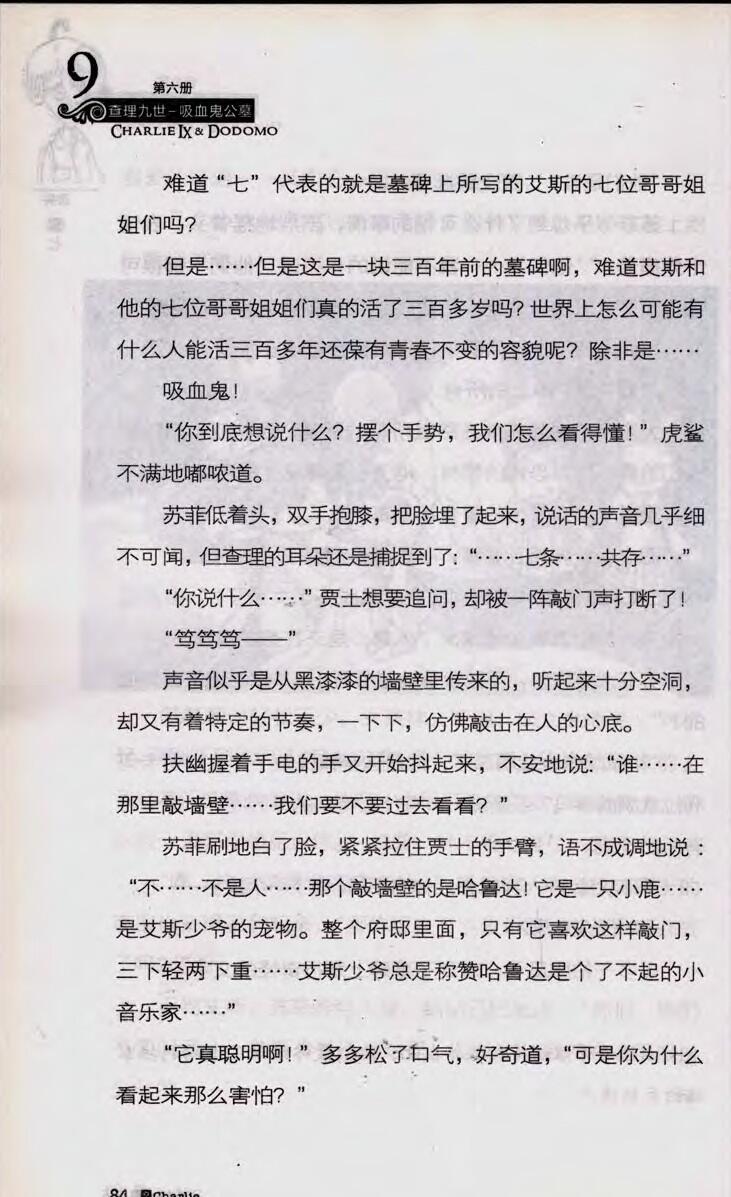 9
第六册
查理九世-吸血鬼公墓
CHARLIE IX & DODOMO
难道“七”代表的就是墓碑上所写的艾斯的七位哥哥姐
姐们吗？
但是……但是这是一块三百年前的墓碑啊，难道艾斯和
他的七位哥哥姐姐们真的活了三百多岁吗？世界上怎么可能有
什么人能活三百多年还葆有青春不变的容貌呢？除非是……
吸血鬼！
“你到底想说什么？摆个手势，我们怎么看得懂！”虎鲨
不满地嘟哝道。
苏菲低着头，双手抱膝，把脸埋了起来，说话的声音几乎细
不可闻，但查理的耳朵还是捕捉到了：“……七条……共存……”
“你说什么……”贾士想要追问，却被一阵敲门声打断了！
“笃笃笃——”
声音似乎是从黑漆漆的墙壁里传来的，听起来十分空洞，
却又有着特定的节奏，一下下，仿佛敲击在人的心底。
扶幽握着手电的手又开始抖起来，不安地说：“谁……在
那里敲墙壁……我们要不要过去看看？”
苏菲刷地白了脸，紧紧拉住贾士的手臂，语不成调地说：
“不……不是人……那个敲墙壁的是哈鲁达！它是一只小鹿……
是艾斯少爷的宠物。整个府邸里面，只有它喜欢这样敲门，
三下轻两下重……艾斯少爷总是称赞哈鲁达是个了不起的小
音乐家……”
“它真聪明啊！”多多松了口气，好奇道，“可是你为什么
看起来那么害怕？”
84 Charlie